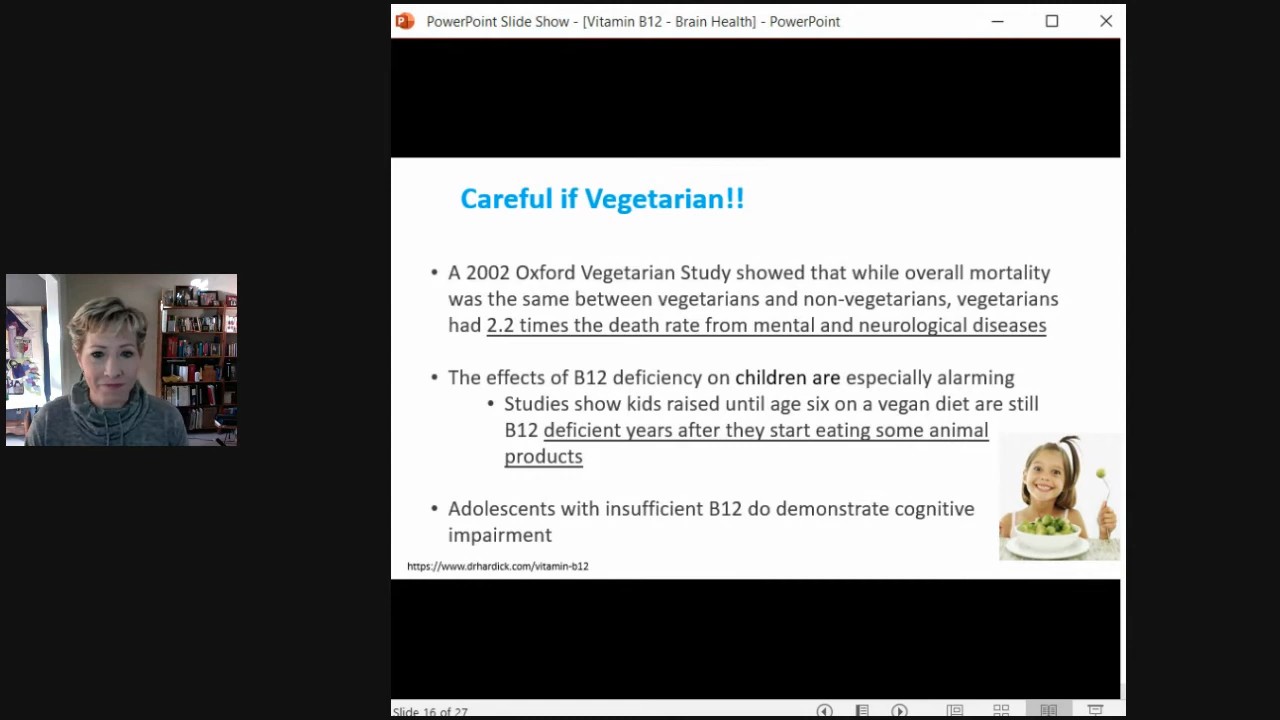 PowerPoint Slide Show - [Vitamin B12 - Brain Health] - PowerPoint
Careful if Vegetarian!!
• A 2002 Oxford Vegetarian Study showed that while overall mortality
was the same between vegetarians and non-vegetarians, vegetarians
had 2.2 times the death rate from mental and neurological diseases
• The effects of B12 deficiency on children are especially alarming
• Studies show kids raised until age six on a vegan diet are still
B12 deficient years after they start eating some animal
products
• Adolescents with insufficient B12 do demonstrate cognitive
impairment
https://www.drhardick.com/vitamin-b12
Slide 16 of 27